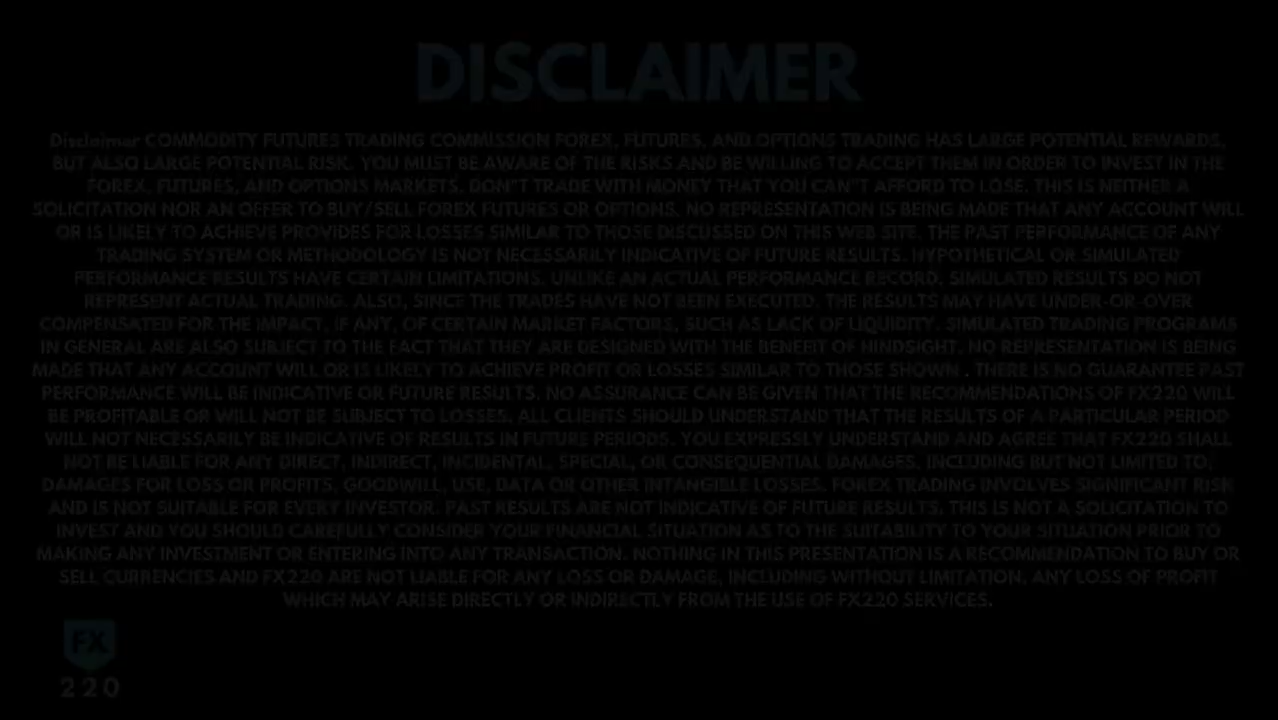 DISCLAIMER
Disclaimer COMMODITY FUTURES TRADING COMMISSION FOREX, FUTURES, AND OPTIONS TRADING HAS LARGE POTENTIAL REWARDS,
BUT ALSO LARGE POTENTIAL RISK. YOU MUST BE AWARE OF THE RISKS AND BE WILLING TO ACCEPT THEM IN ORDER TO INVEST IN THE
FOREX, FUTURES, AND OPTIONS MARKETS. DON'T TRADE WITH MONEY THAT YOU CAN'T AFFORD TO LOSE. THIS IS NEITHER A
SOLICITATION NOR AN OFFER TO BUY/SELL FOREX FUTURES OR OPTIONS. NO REPRESENTATION IS BEING MADE THAT ANY ACCOUNT WILL
OR IS LIKELY TO ACHIEVE PROVIDES FOR LOSSES SIMILAR TO THOSE DISCUSSED ON THIS WEB SITE. THE PAST PERFORMANCE OF ANY
TRADING SYSTEM OR METHODOLOGY IS NOT NECESSARILY INDICATIVE OF FUTURE RESULTS. HYPOTHETICAL OR SIMULATED
PERFORMANCE RESULTS HAVE CERTAIN LIMITATIONS. UNLIKE AN ACTUAL PERFORMANCE RECORD, SIMULATED RESULTS DO NOT
REPRESENT ACTUAL TRADING. ALSO, SINCE THE TRADES HAVE NOT BEEN EXECUTED. THE RESULTS MAY HAVE UNDER-OR-OVER
COMPENSATED FOR THE IMPACT, IF ANY, OF CERTAIN MARKET FACTORS, SUCH AS LACK OF LIQUIDITY. SIMULATED TRADING PROGRAMS
IN GENERAL ARE ALSO SUBJECT TO THE FACT THAT THEY ARE DESIGNED WITH THE BENEFIT OF HINDSIGHT. NO REPRESENTATION IS BEING
MADE THAT ANY ACCOUNT WILL OR IS LIKELY TO ACHIEVE PROFIT OR LOSSES SIMILAR TO THOSE SHOWN . THERE IS NO GUARANTEE PAST
PERFORMANCE WILL BE INDICATIVE OR FUTURE RESULTS. NO ASSURANCE CAN BE GIVEN THAT THE RECOMMENDATIONS OF FX220 WILL
BE PROFITABLE OR WILL NOT BE SUBJECT TO LOSSES. ALL CLIENTS SHOULD UNDERSTAND THAT THE RESULTS OF A PARTICULAR PERIOD
WILL NOT NECESSARILY BE INDICATIVE OF RESULTS IN FUTURE PERIODS. YOU EXPRESSLY UNDERSTAND AND AGREE THAT FX220 SHALL
NOT BE LIABLE FOR ANY DIRECT, INDIRECT, INCIDENTAL, SPECIAL, OR CONSEQUENTIAL DAMAGES, INCLUDING BUT NOT LIMITED TO,
DAMAGES FOR LOSS OR PROFITS, GOODWILL, USE, DATA OR OTHER INTANGIBLE LOSSES. FOREX TRADING INVOLVES SIGNIFICANT RISK
AND IS NOT SUITABLE FOR EVERY INVESTOR. PAST RESULTS ARE NOT INDICATIVE OF FUTURE RESULTS. THIS IS NOT A SOLICITATION TO
INVEST AND YOU SHOULD CAREFULLY CONSIDER YOUR FINANCIAL SITUATION AS TO THE SUITABILITY TO YOUR SITUATION PRIOR TO
MAKING ANY INVESTMENT OR ENTERING INTO ANY TRANSACTION. NOTHING IN THIS PRESENTATION IS A RECOMMENDATION TO BUY OR
SELL CURRENCIES AND FX220 ARE NOT LIABLE FOR ANY LOSS OR DAMAGE, INCLUDING WITHOUT LIMITATION, ANY LOSS OF PROFIT
WHICH MAY ARISE DIRECTLY OR INDIRECTLY FROM THE USE OF FX220 SERVICES.
FX
220